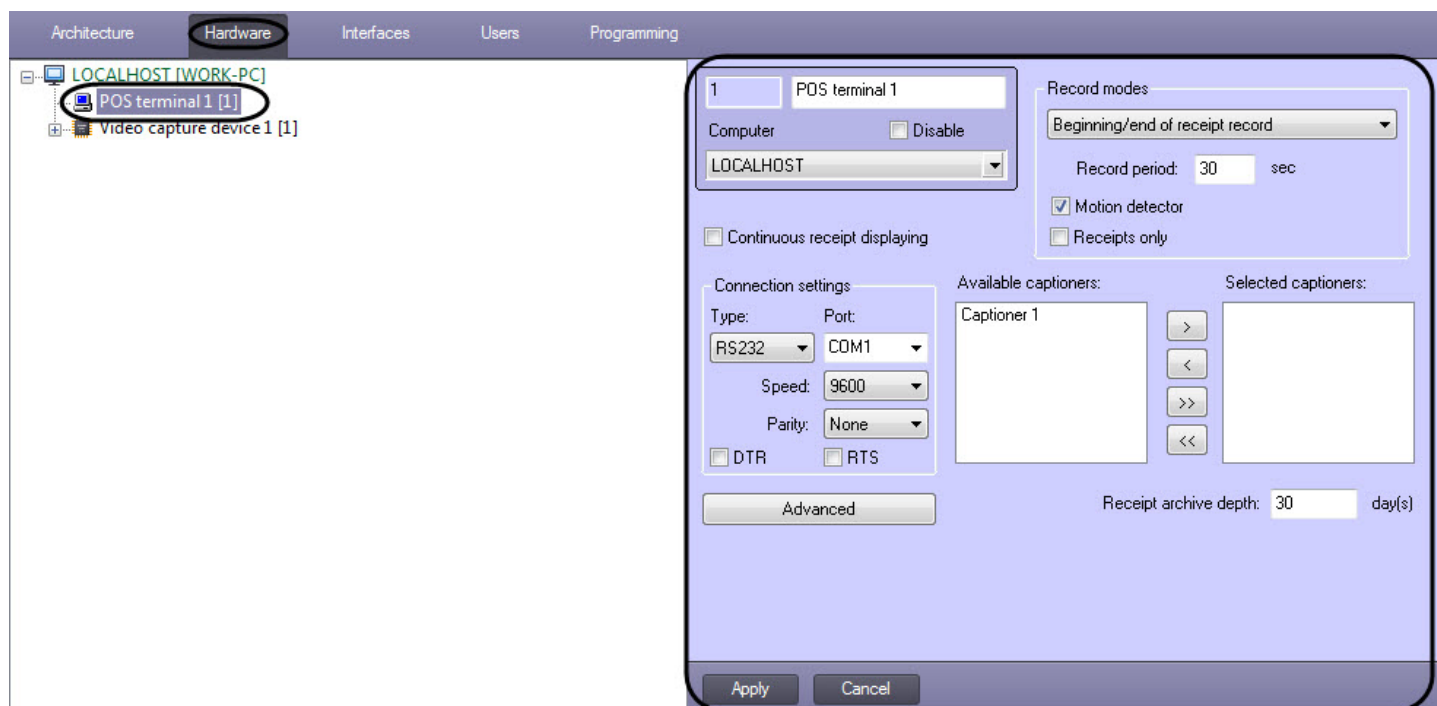 Architecture Hardware Interfaces Users Programming
LOCALHOST [WORK-PC]
POS terminal 1 [1]
Video capture device 1 [1]
1 POS terminal 1
Computer Disable
LOCALHOST
Record modes
Beginning/end of receipt record
Record period: 30 sec
Motion detector
Receipts only
Continuous receipt displaying
Connection settings
Type: Port:
RS232 COM1
Speed: 9600
Parity: None
DTR RTS
Available captioners: Selected captioners:
Captioner 1
>
<
>>
<<
Advanced
Receipt archive depth: 30 day(s)
Apply Cancel